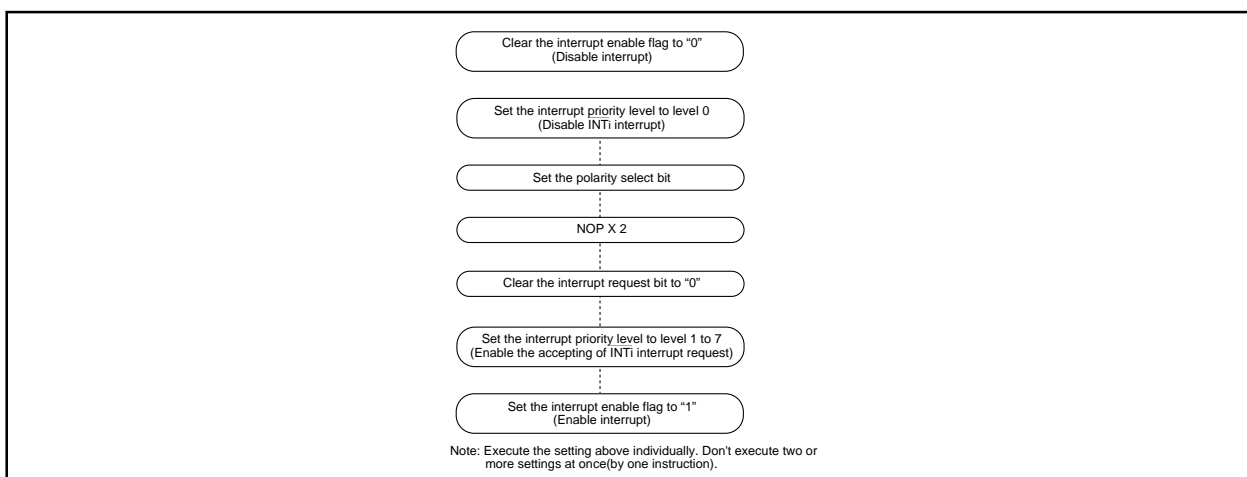 Clear the interrupt enable flag to “0”
(Disable interrupt)
Set the interrupt priority level to level 0
(Disable INTi interrupt)
Set the polarity select bit
NOP X 2
Clear the interrupt request bit to “0”
Set the interrupt priority level to level 1 to 7
(Enable the accepting of INTi interrupt request)
Set the interrupt enable flag to “1”
(Enable interrupt)
Note: Execute the setting above individually. Don’t execute two or
more settings at once(by one instruction).